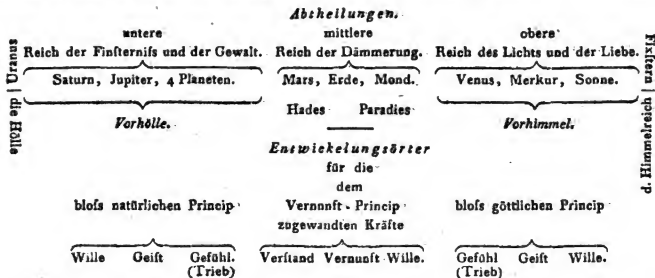 Abtheilungen.
untere mittlere obere
Reich der Finſterniſs und der Gewalt. Reich der Dämmerung. Reich des Lichts und der Liebe.
Saturn, Jupiter, 4 Planeten. Mars, Erde, Mond. Venus, Merkur, Sonne.
Uranus | die Hölle
Fixſtern | d. Himmelreich
Hades Paradies
Vorhölle. Vorhimmel.
Entwickelungsörter
für die
dem
bloſs natürlichen Princip Vernunft-Princip bloſs göttlichen Princip
zugewandten Kräfte
Wille Geiſt Gefühl. Verſtand Vernunft Wille. Gefühl Geiſt Wille.
(Trieb) (Trieb)